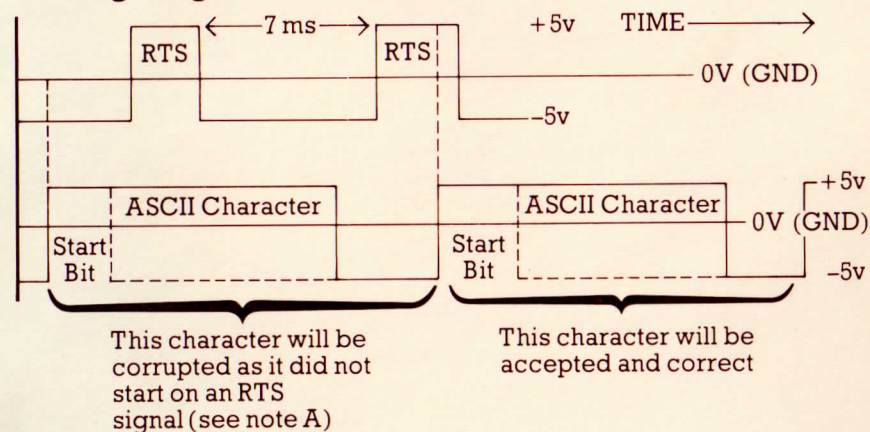 RTS
7 ms
RTS
+5v
TIME
0V (GND)
–5v
ASCII Character
Start
Bit
ASCII Character
Start
Bit
+5v
0V (GND)
–5v
This character will be
corrupted as it did not
start on an RTS
signal (see note A)
This character will be
accepted and correct